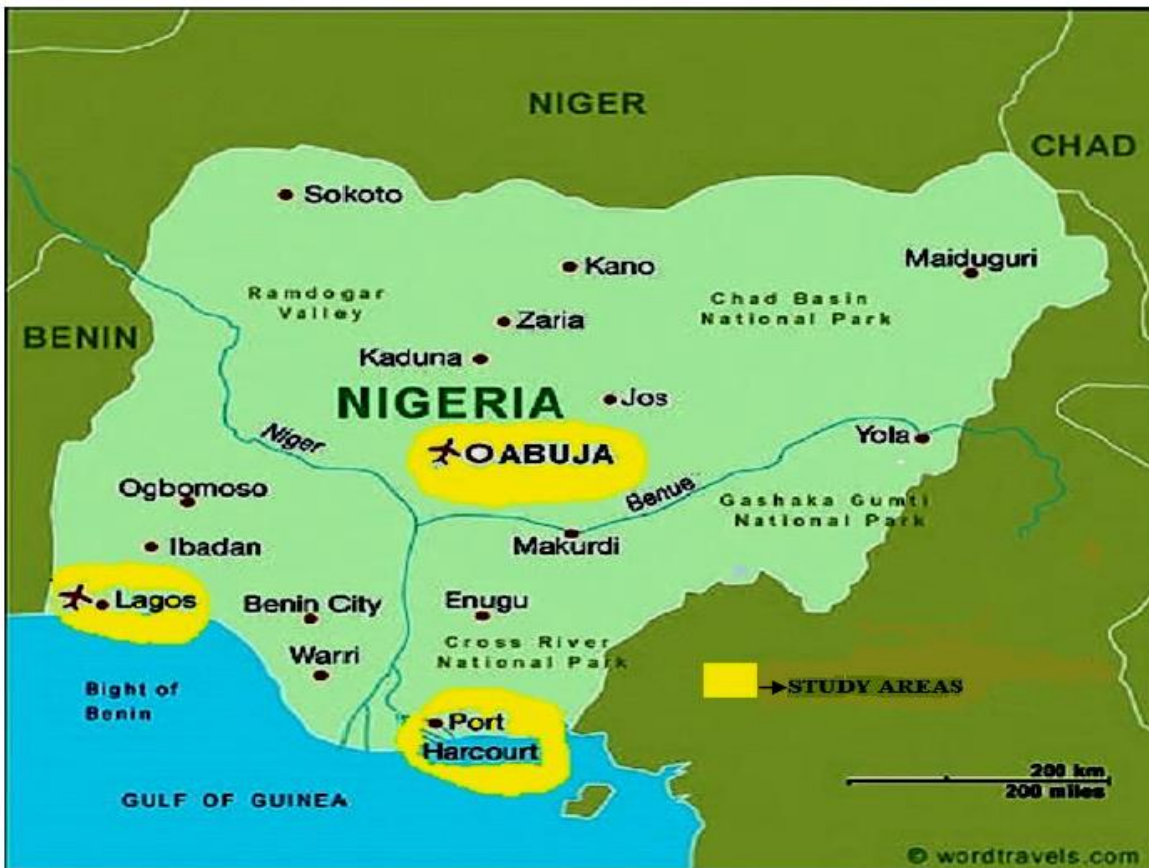 NIGER
CHAD
Sokoto
Kano
Maiduguri
Ramdogar
Valley
Chad Basin
National Park
Zaria
BENIN
Kaduna
NIGERIA
Jos
Niger
ABUJA
Yola
Ogbomoso
Benue
Gashaka Gumti
National Park
Ibadan
Makurdi
Lagos
Benin City
Enugu
Cross River
National Park
Warri
Bight of
Benin
STUDY AREAS
Port
Harcourt
200 km
200 miles
GULF OF GUINEA
© wordtravels.com